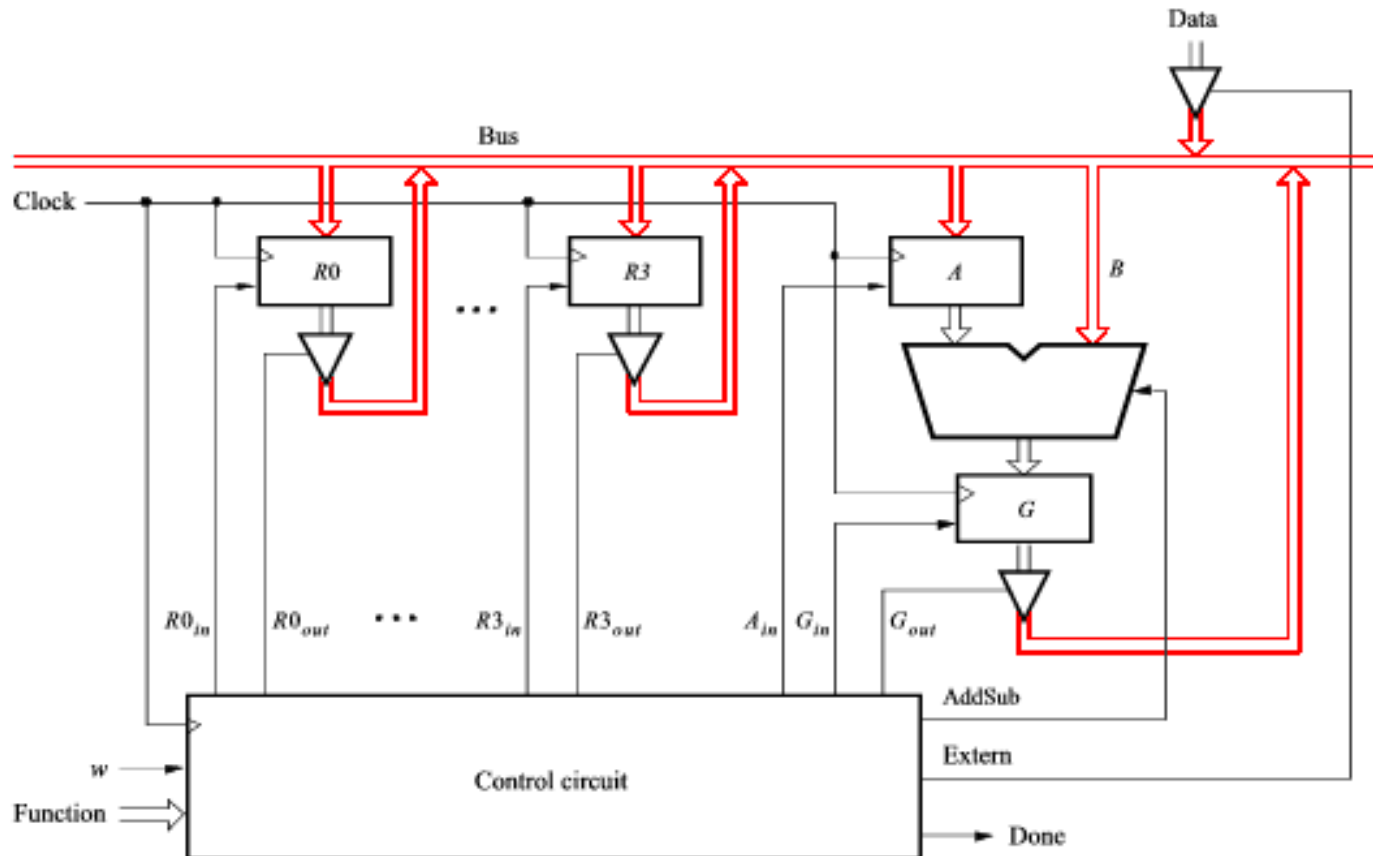 Data
Bus
Clock
R0
R3
A
B
G
R0in
R0out
R3in
R3out
Ain
Gin
Gout
AddSub
Extern
w
Control circuit
Function
Done